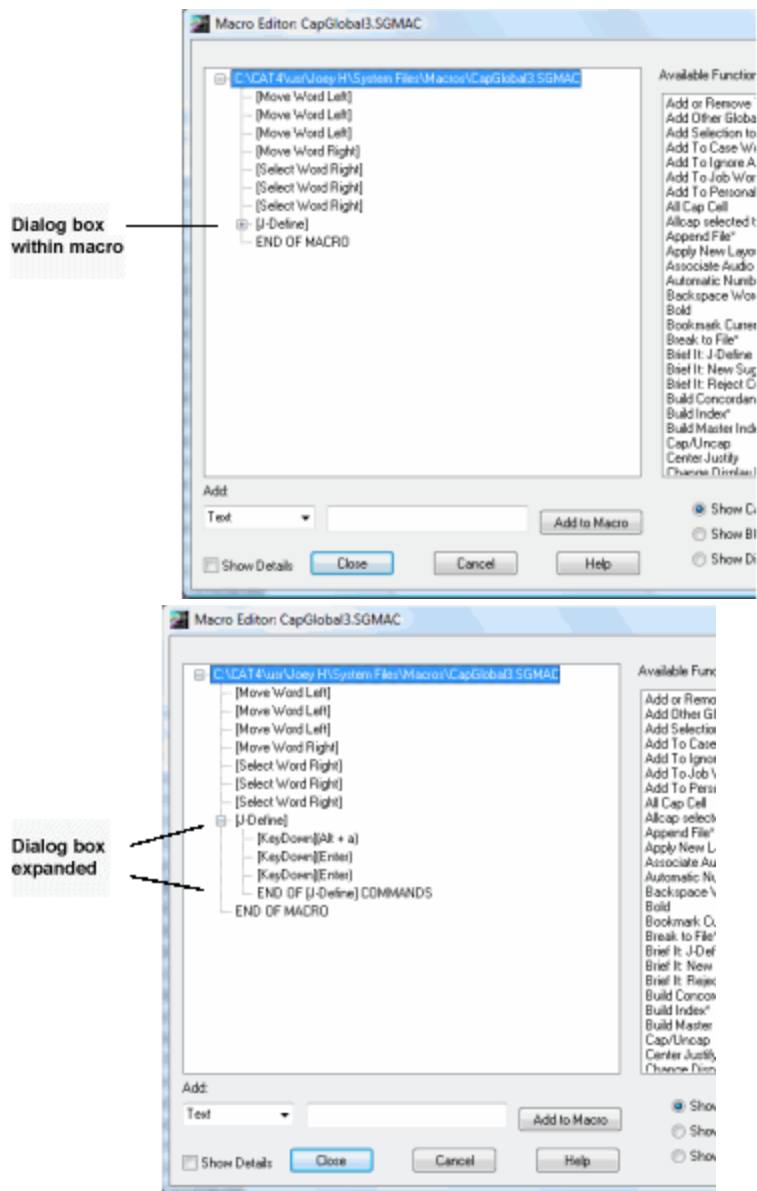 Macro Editor: CapGlobal3.SGMAC
C:\CAT4\usr\Joey H\System Files\Macros\CapGlobal3.SGMAC
[Move Word Left]
[Move Word Left]
[Move Word Left]
[Move Word Right]
[Select Word Right]
[Select Word Right]
[Select Word Right]
[J-Define]
END OF MACRO
Dialog box
within macro
Available Function
Add or Remove
Add Other Globa
Add Selection to
Add To Case Wo
Add To Ignore A
Add To Job Wor
Add To Personal
All Cap Cell
Allcap selected t
Append File*
Apply New Layo
Associate Audio
Automatic Numb
Backspace Wor
Bold
Bookmark Curren
Break to File*
Brief It: J-Define
Brief It: New Sug
Brief It: Reject C
Build Concordan
Build Index*
Build Master Inde
Cap/Uncap
Center Justify
Change Display
Add:
Text
Add to Macro
Show Details
Close
Cancel
Help
Show C
Show Bl
Show Di
Macro Editor: CapGlobal3.SGMAC
C:\CAT4\usr\Joey H\System Files\Macros\CapGlobal3.SGMAC
[Move Word Left]
[Move Word Left]
[Move Word Left]
[Move Word Right]
[Select Word Right]
[Select Word Right]
[Select Word Right]
[J-Define]
[KeyDown](Alt + a)
[KeyDown](Enter)
[KeyDown](Enter)
END OF [J-Define] COMMANDS
END OF MACRO
Dialog box
expanded
Available Func
Add or Remo
Add Other Gl
Add Selection
Add To Case
Add To Ignor
Add To Job
Add To Pers
All Cap Cell
Allcap select
Append File*
Apply New L
Associate Au
Automatic Nu
Backspace
Bold
Bookmark Cu
Break to File*
Brief It: J-Def
Brief It: New
Brief It: Rejec
Build Concor
Build Index*
Build Master
Cap/Uncap
Center Justify
Change Disp
Add:
Text
Add to Macro
Show Details
Close
Cancel
Help
Show
Show
Show